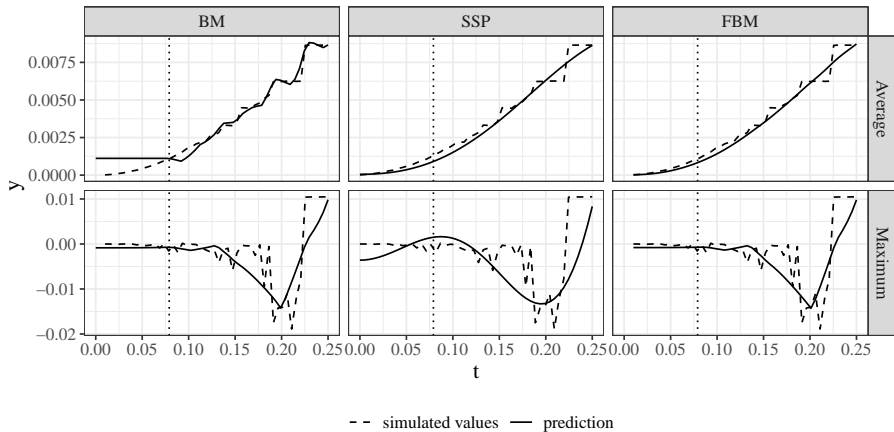 BM SSP FBM
0.0075
0.0050
0.0025
0.0000
Average
y
0.01
0.00
−0.01
−0.02
Maximum
0.00 0.05 0.10 0.15 0.20 0.25 0.00 0.05 0.10 0.15 0.20 0.25 0.00 0.05 0.10 0.15 0.20 0.25
t
simulated values prediction